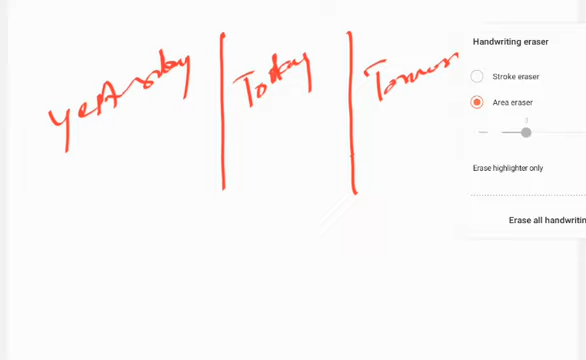 Yesterday Today
Handwriting eraser
Stroke eraser
Area eraser
3
Erase highlighter only
Erase all handwritin